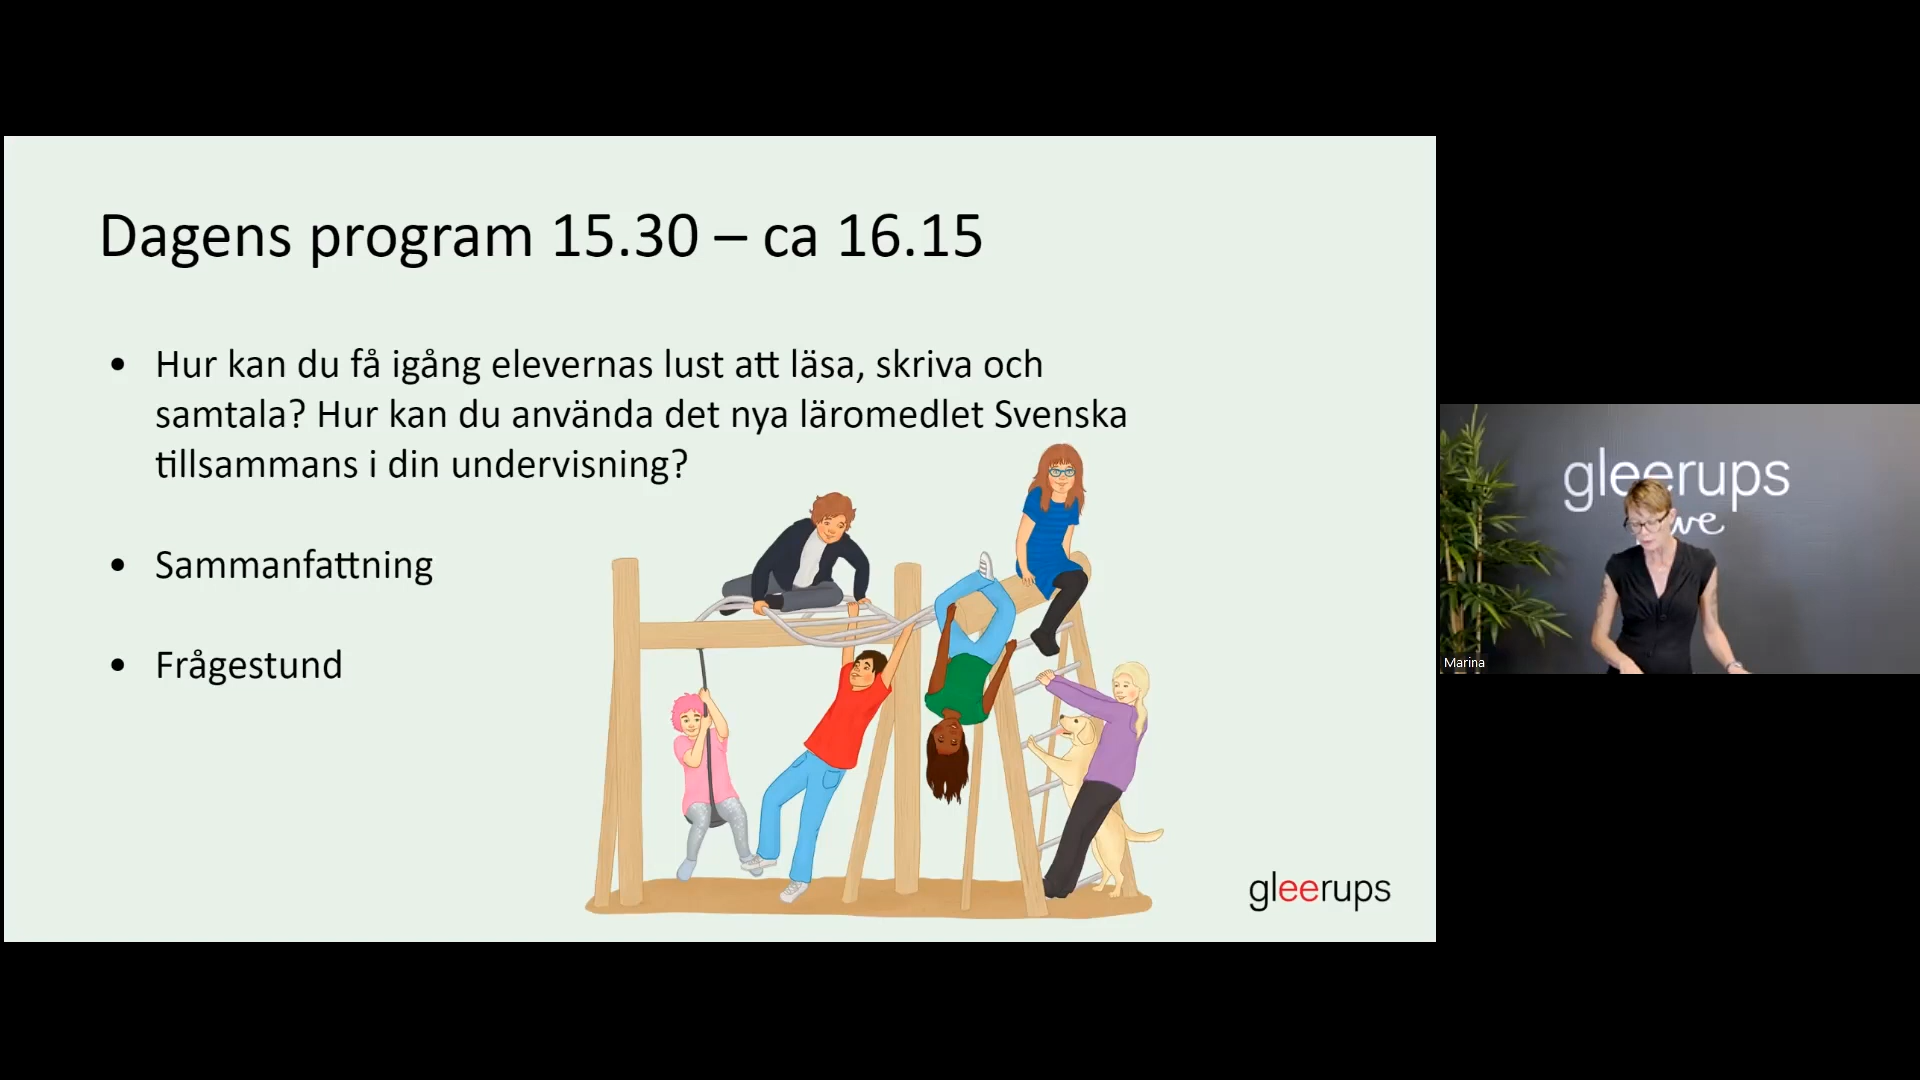 Dagens program 15.30 – ca 16.15
• Hur kan du få igång elevernas lust att läsa, skriva och
samtala? Hur kan du använda det nya läromedlet Svenska
tillsammans i din undervisning?
• Sammanfattning
• Frågestund
gleerups
gleerups
Marina